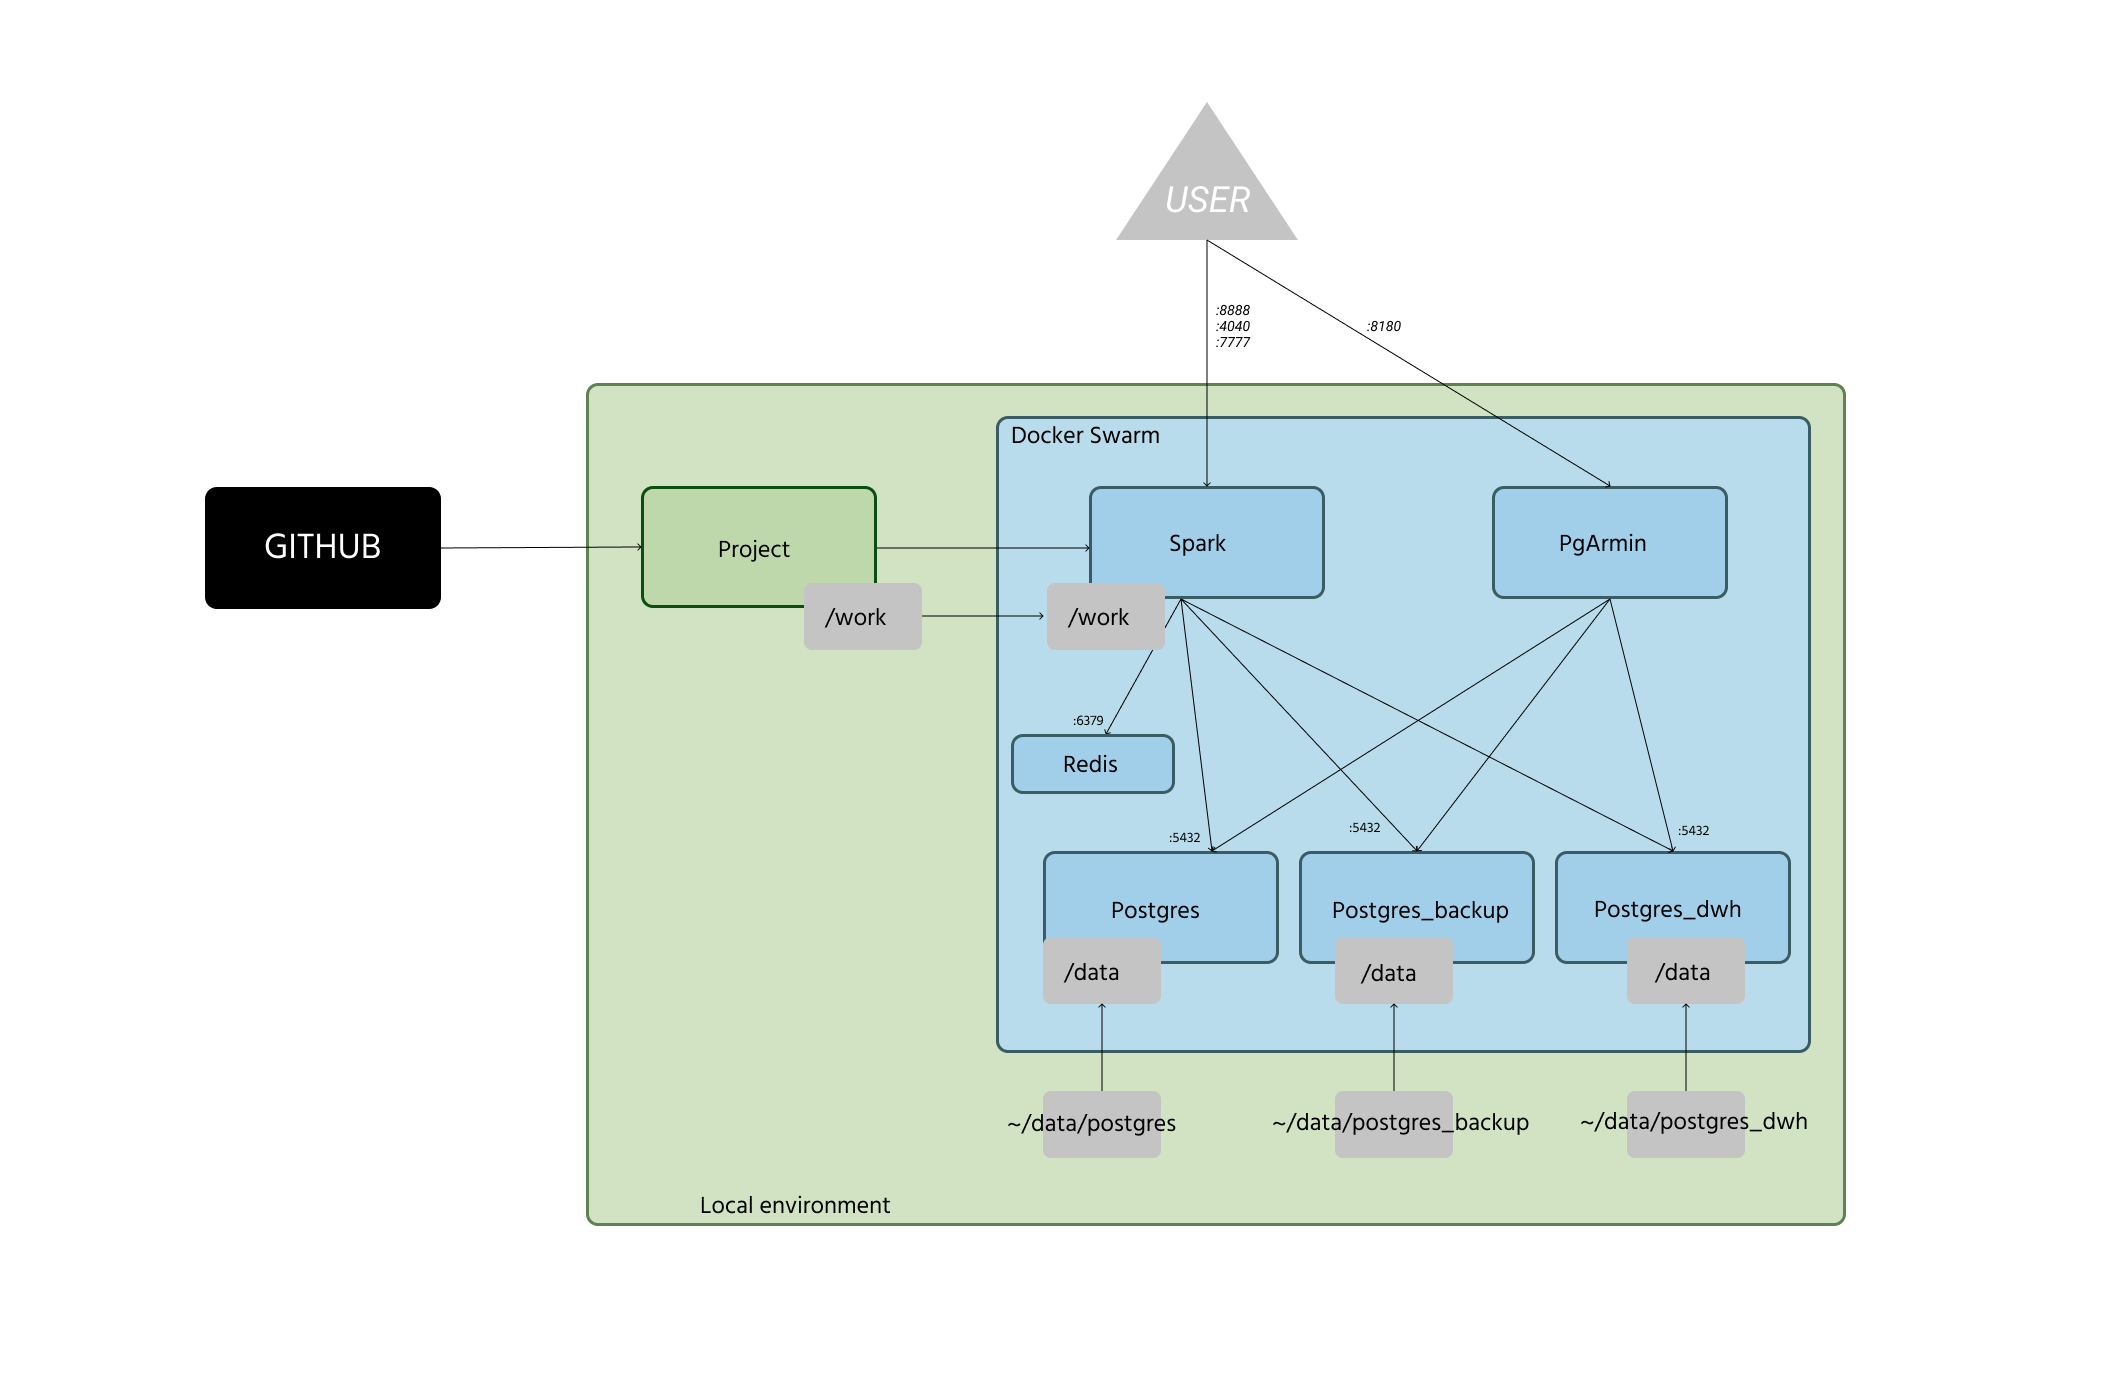 USER
:8888
:4040
:7777
:8180
Docker Swarm
GITHUB
Project
Spark
PgArmin
/work
/work
:6379
Redis
:5432
:5432
:5432
Postgres
Postgres_backup
Postgres_dwh
/data
/data
/data
~/data/postgres
~/data/postgres_backup
~/data/postgres_dwh
Local environment